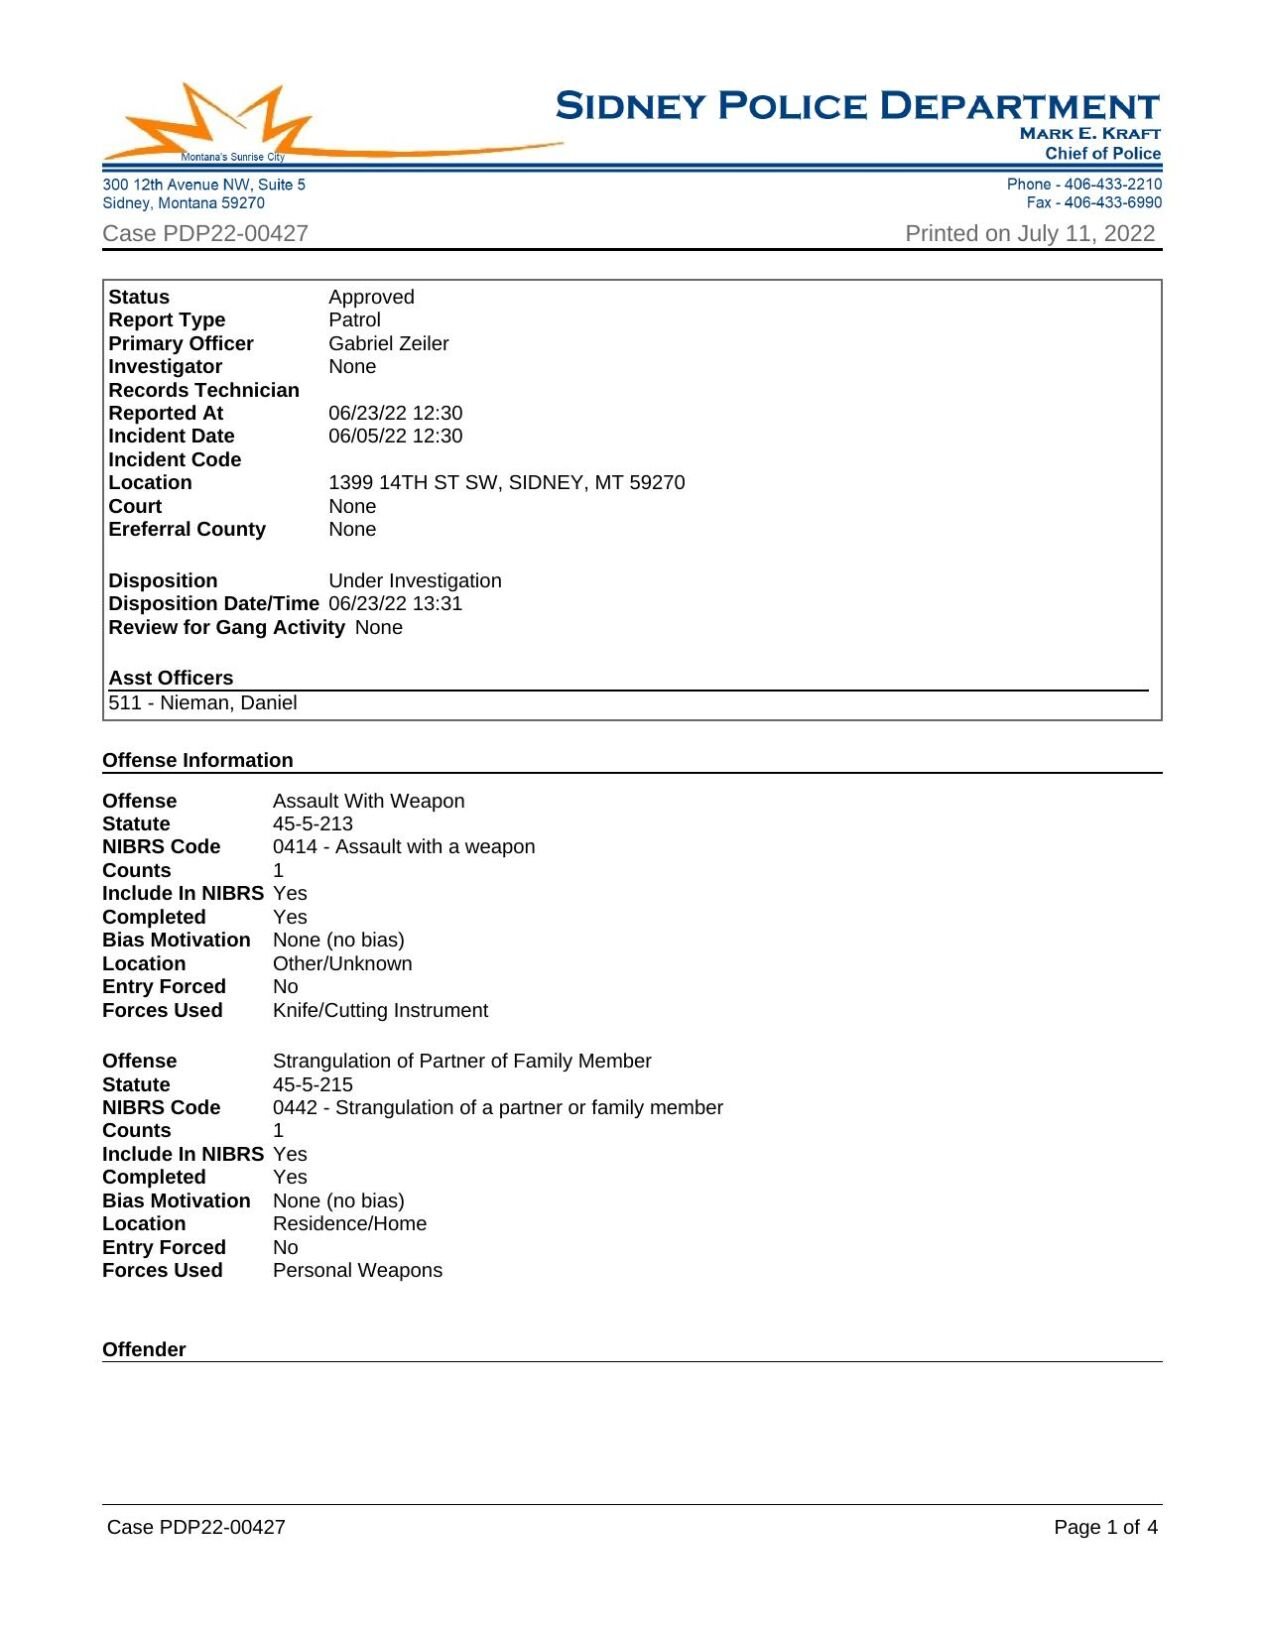 SIDNEY POLICE DEPARTMENT
MARK E. KRAFT
Montana's Sunrise City
Chief of Police
300 12th Avenue NW, Suite 5 Phone - 406-433-2210
Sidney, Montana 59270 Fax - 406-433-6990
Case PDP22-00427 Printed on July 11, 2022
Status Approved
Report Type Patrol
Primary Officer Gabriel Zeiler
Investigator None
Records Technician
Reported At 06/23/22 12:30
Incident Date 06/05/22 12:30
Incident Code
Location 1399 14TH ST SW, SIDNEY, MT 59270
Court None
Ereferral County None
Disposition Under Investigation
Disposition Date/Time 06/23/22 13:31
Review for Gang Activity None
Asst Officers
511 - Nieman, Daniel
Offense Information
Offense Assault With Weapon
Statute 45-5-213
NIBRS Code 0414 - Assault with a weapon
Counts 1
Include In NIBRS Yes
Completed Yes
Bias Motivation None (no bias)
Location Other/Unknown
Entry Forced No
Forces Used Knife/Cutting Instrument
Offense Strangulation of Partner of Family Member
Statute 45-5-215
NIBRS Code 0442 - Strangulation of a partner or family member
Counts 1
Include In NIBRS Yes
Completed Yes
Bias Motivation None (no bias)
Location Residence/Home
Entry Forced No
Forces Used Personal Weapons
Offender
Case PDP22-00427 Page 1 of 4